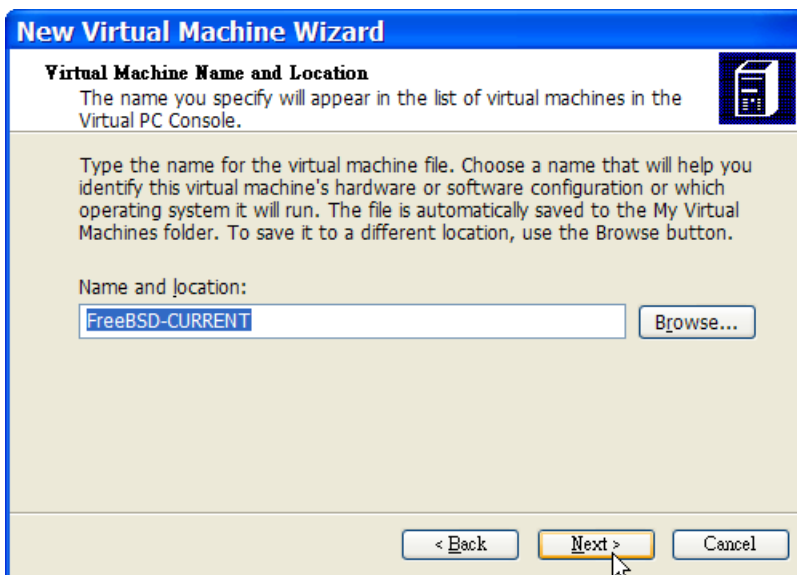 New Virtual Machine Wizard
Virtual Machine Name and Location
The name you specify will appear in the list of virtual machines in the
Virtual PC Console.
Type the name for the virtual machine file. Choose a name that will help you
identify this virtual machine's hardware or software configuration or which
operating system it will run. The file is automatically saved to the My Virtual
Machines folder. To save it to a different location, use the Browse button.
Name and location:
FreeBSD-CURRENT
Browse...
< Back
Next >
Cancel